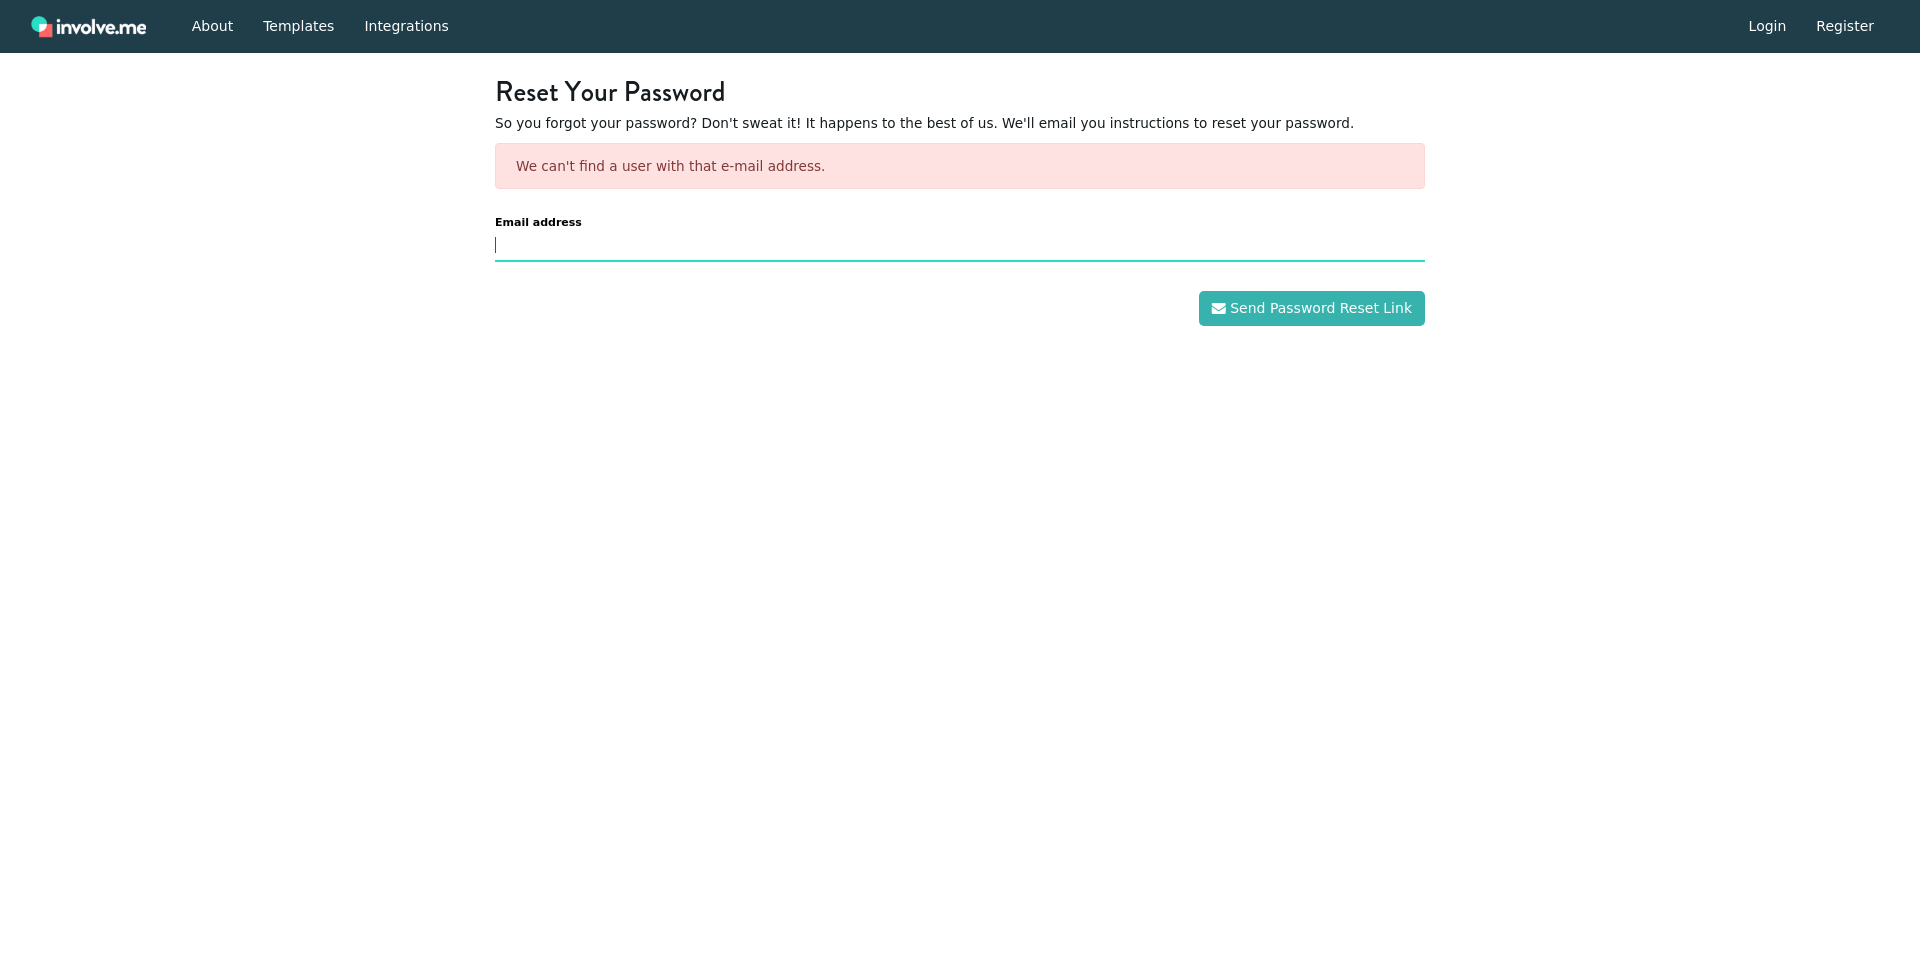 involve.me
About
Templates
Integrations
Login
Register
Reset Your Password
So you forgot your password? Don't sweat it! It happens to the best of us. We'll email you instructions to reset your password.
We can't find a user with that e-mail address.
Email address
Send Password Reset Link